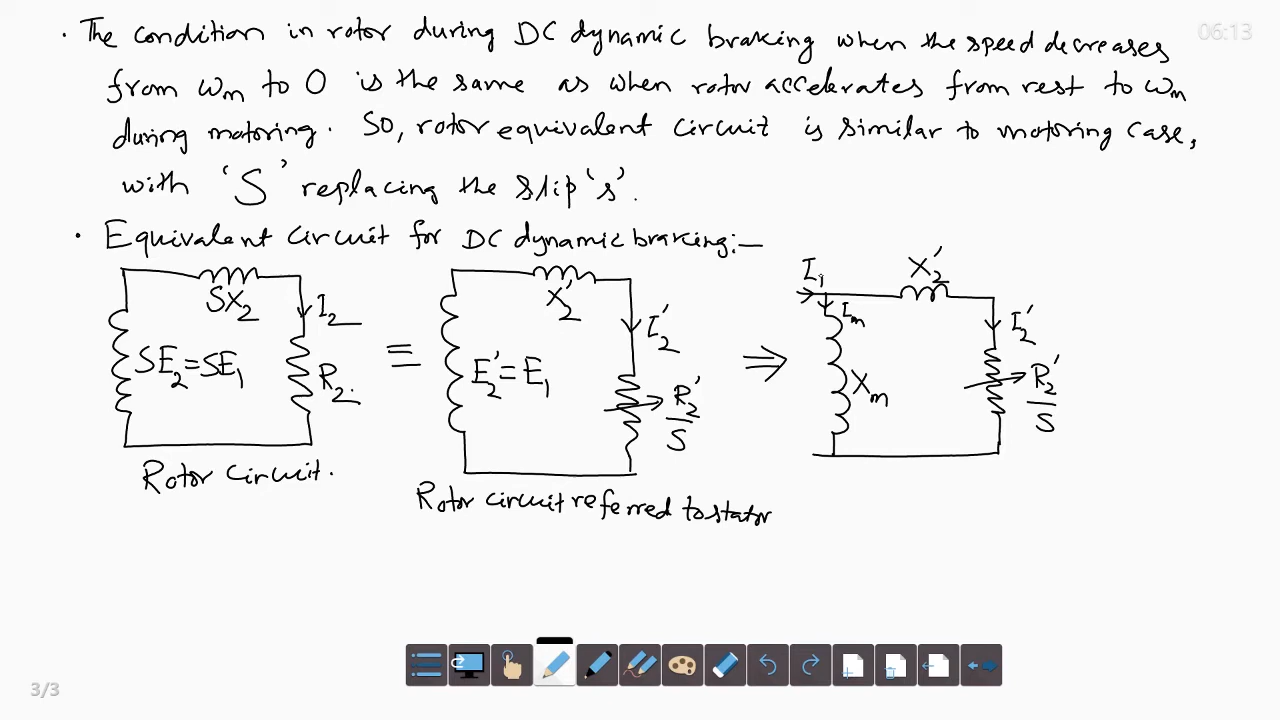 06:13
· The condition in rotor during DC dynamic braking when the speed decreases
from ωm to 0 is the same as when rotor accelerates from rest to ωm
during motoring. So, rotor equivalent circuit is similar to motoring case,
with 'S' replacing the slip 's'.
· Equivalent circuit for DC dynamic braking:—
SX₂
I₂
SE₂=SE₁
R₂.
Rotor circuit.
≡
X₂'
I₂'
E₂'=E₁
R₂'/S
Rotor circuit referred to stator
⇒
I₁
X₂'
Im
I₂'
Xm
R₂'/S
3/3